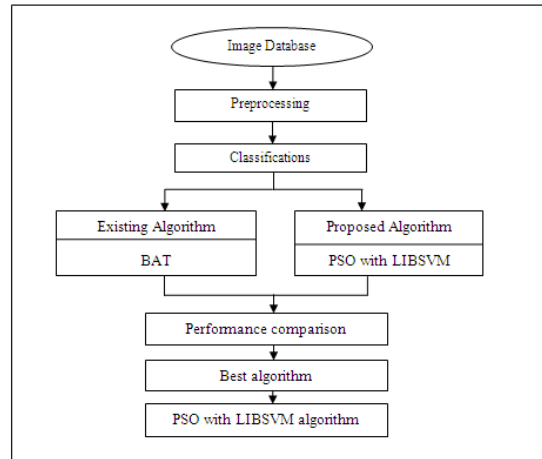 Image Database
Preprocessing
Classifications
Existing Algorithm
BAT
Proposed Algorithm
PSO with LIBSVM
Performance comparison
Best algorithm
PSO with LIBSVM algorithm